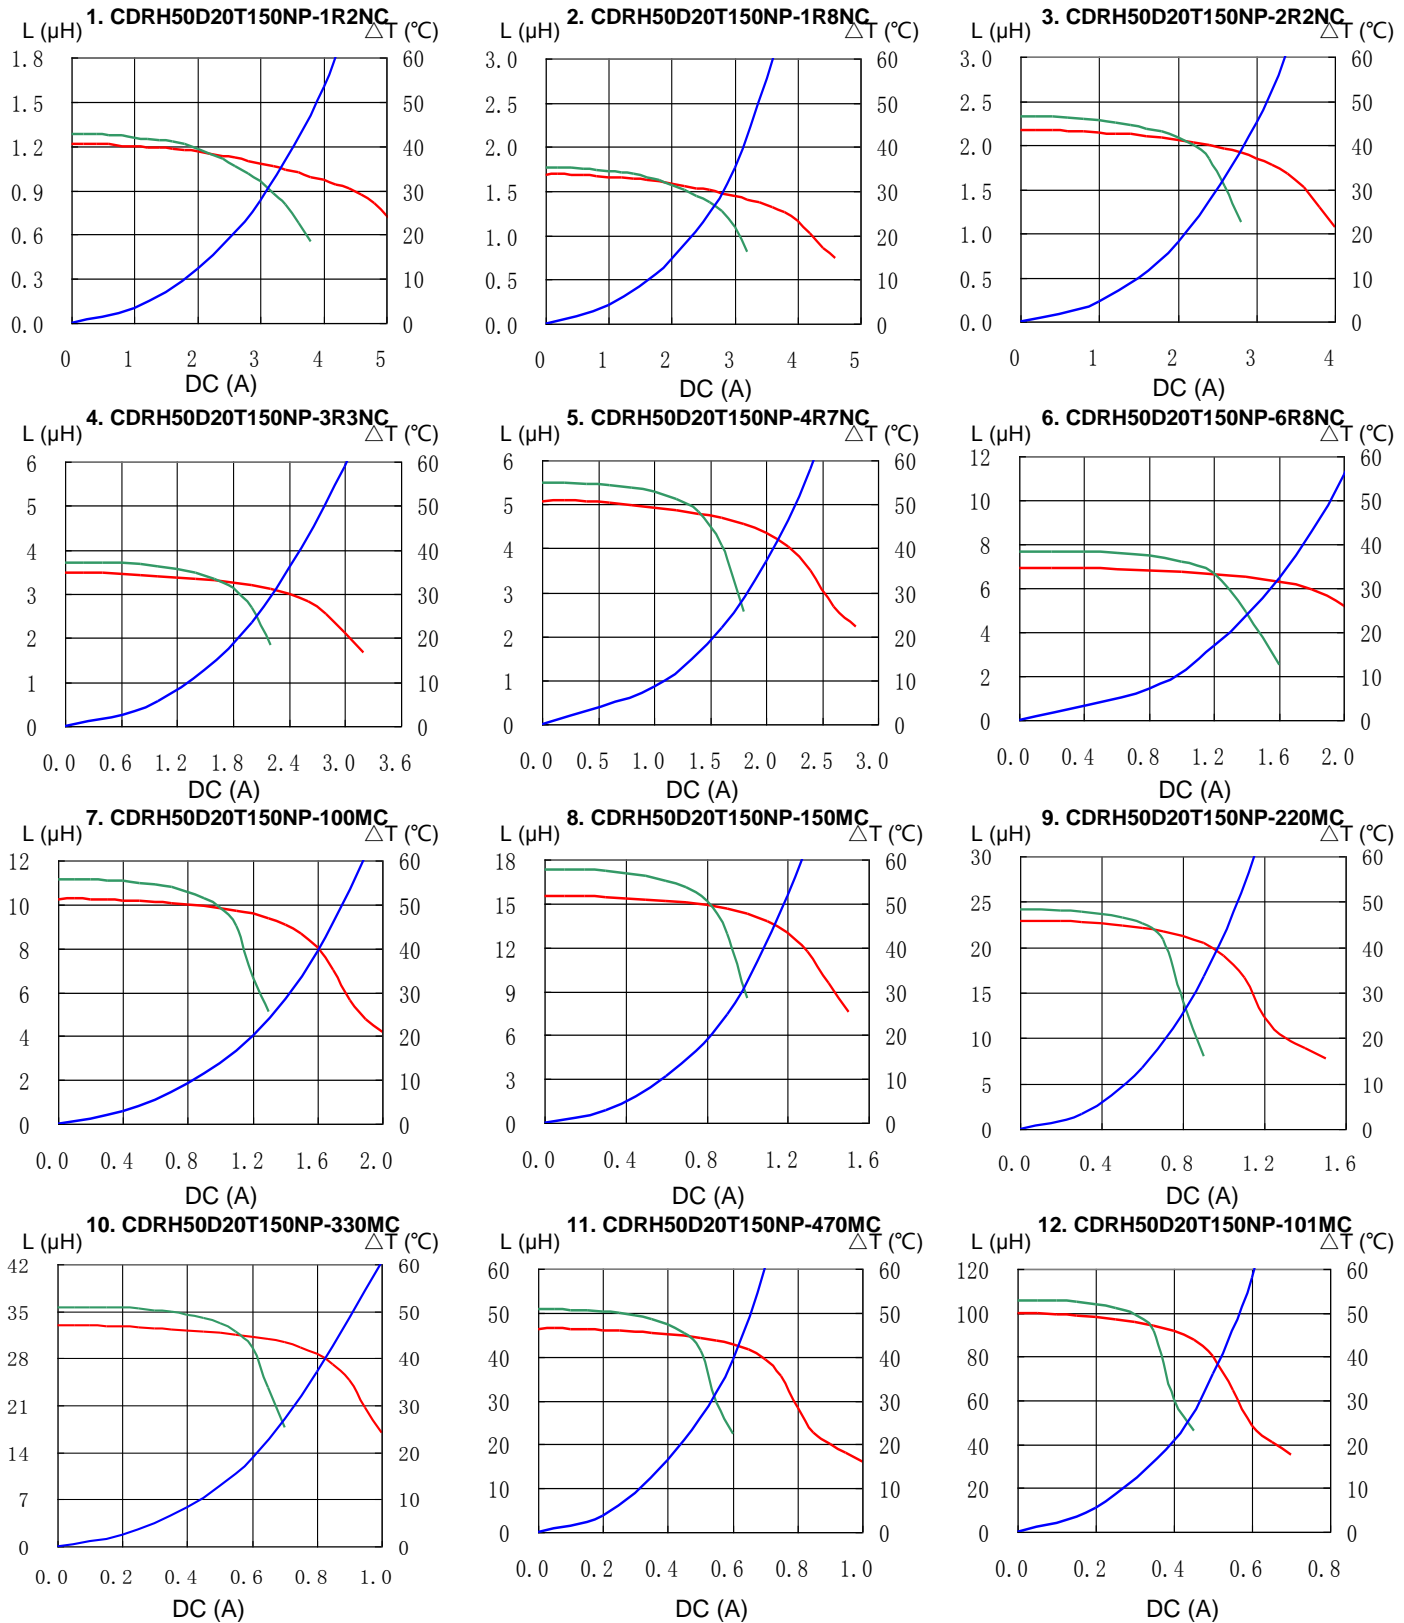 1. CDRH50D20T150NP-1R2NC
L (µH)
△T (℃)
1.8
1.5
1.2
0.9
0.6
0.3
0.0
60
50
40
30
20
10
0
0 1 2 3 4 5
DC (A)
2. CDRH50D20T150NP-1R8NC
L (µH)
△T (℃)
3.0
2.5
2.0
1.5
1.0
0.5
0.0
60
50
40
30
20
10
0
0 1 2 3 4 5
DC (A)
3. CDRH50D20T150NP-2R2NC
L (µH)
△T (℃)
3.0
2.5
2.0
1.5
1.0
0.5
0.0
60
50
40
30
20
10
0
0 1 2 3 4
DC (A)
4. CDRH50D20T150NP-3R3NC
L (µH)
△T (℃)
6
5
4
3
2
1
0
60
50
40
30
20
10
0
0.0 0.6 1.2 1.8 2.4 3.0 3.6
DC (A)
5. CDRH50D20T150NP-4R7NC
L (µH)
△T (℃)
6
5
4
3
2
1
0
60
50
40
30
20
10
0
0.0 0.5 1.0 1.5 2.0 2.5 3.0
DC (A)
6. CDRH50D20T150NP-6R8NC
L (µH)
△T (℃)
12
10
8
6
4
2
0
60
50
40
30
20
10
0
0.0 0.4 0.8 1.2 1.6 2.0
DC (A)
7. CDRH50D20T150NP-100MC
L (µH)
△T (℃)
12
10
8
6
4
2
0
60
50
40
30
20
10
0
0.0 0.4 0.8 1.2 1.6 2.0
DC (A)
8. CDRH50D20T150NP-150MC
L (µH)
△T (℃)
18
15
12
9
6
3
0
60
50
40
30
20
10
0
0.0 0.4 0.8 1.2 1.6
DC (A)
9. CDRH50D20T150NP-220MC
L (µH)
△T (℃)
30
25
20
15
10
5
0
60
50
40
30
20
10
0
0.0 0.4 0.8 1.2 1.6
DC (A)
10. CDRH50D20T150NP-330MC
L (µH)
△T (℃)
42
35
28
21
14
7
0
60
50
40
30
20
10
0
0.0 0.2 0.4 0.6 0.8 1.0
DC (A)
11. CDRH50D20T150NP-470MC
L (µH)
△T (℃)
60
50
40
30
20
10
0
60
50
40
30
20
10
0
0.0 0.2 0.4 0.6 0.8 1.0
DC (A)
12. CDRH50D20T150NP-101MC
L (µH)
△T (℃)
120
100
80
60
40
20
0
60
50
40
30
20
10
0
0.0 0.2 0.4 0.6 0.8
DC (A)